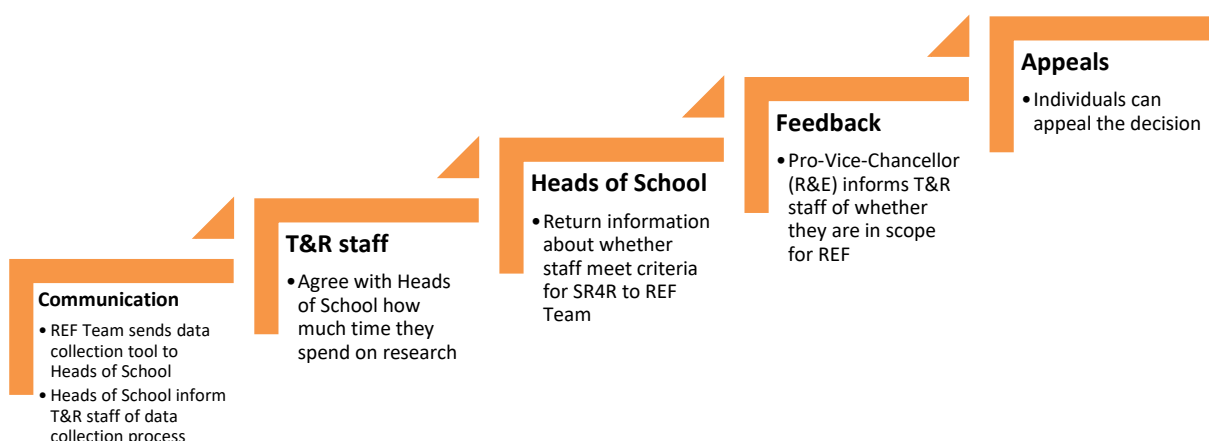 Communication
• REF Team sends data
collection tool to
Heads of School
• Heads of School inform
T&R staff of data
collection process
T&R staff
• Agree with Heads
of School how
much time they
spend on research
Heads of School
• Return information
about whether
staff meet criteria
for SR4R to REF
Team
Feedback
• Pro-Vice-Chancellor
(R&E) informs T&R
staff of whether
they are in scope
for REF
Appeals
• Individuals can
appeal the decision